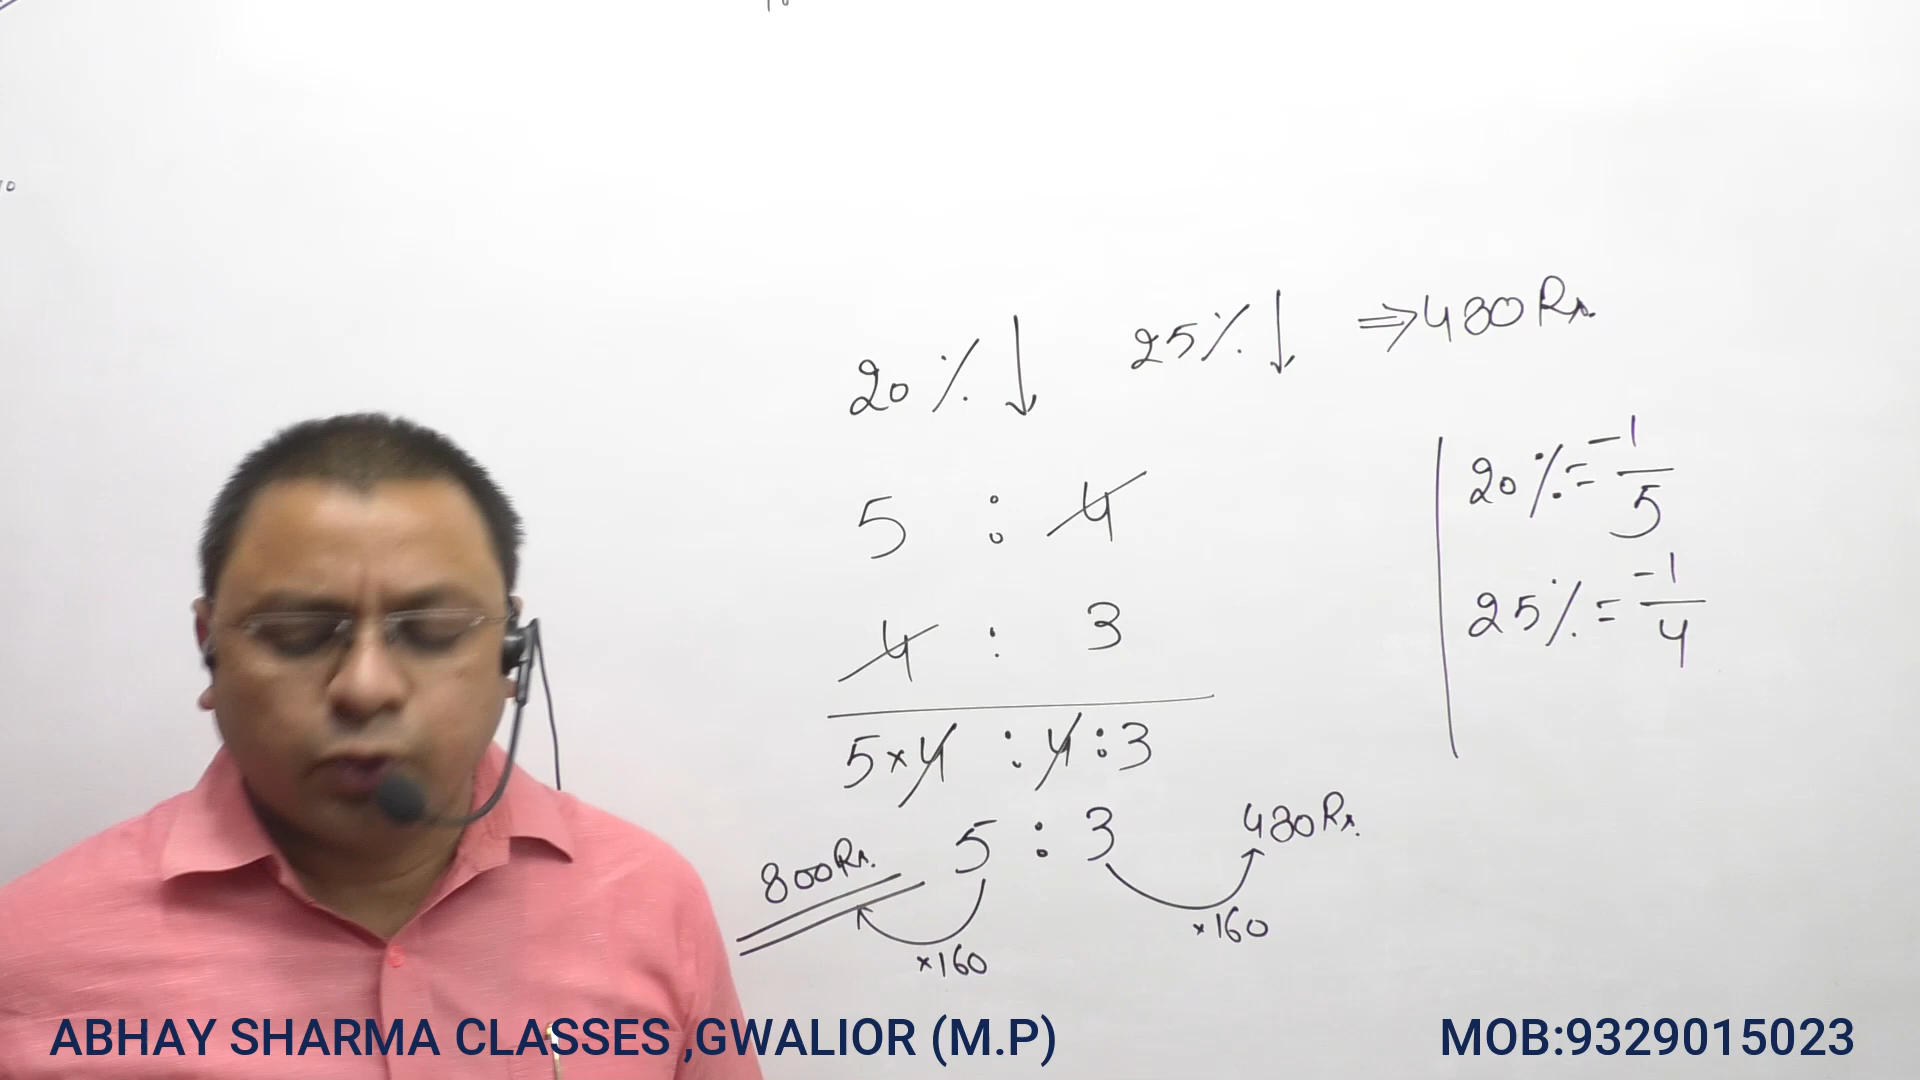 20% ↓ 25% ↓ ⇒ 480 Rs.
5 : 4
4 : 3
5×4 : 4 : 3
5 : 3
800 Rs.
×160
480 Rs.
×160
20% = -1/5
25% = -1/4
ABHAY SHARMA CLASSES ,GWALIOR (M.P)
MOB:9329015023